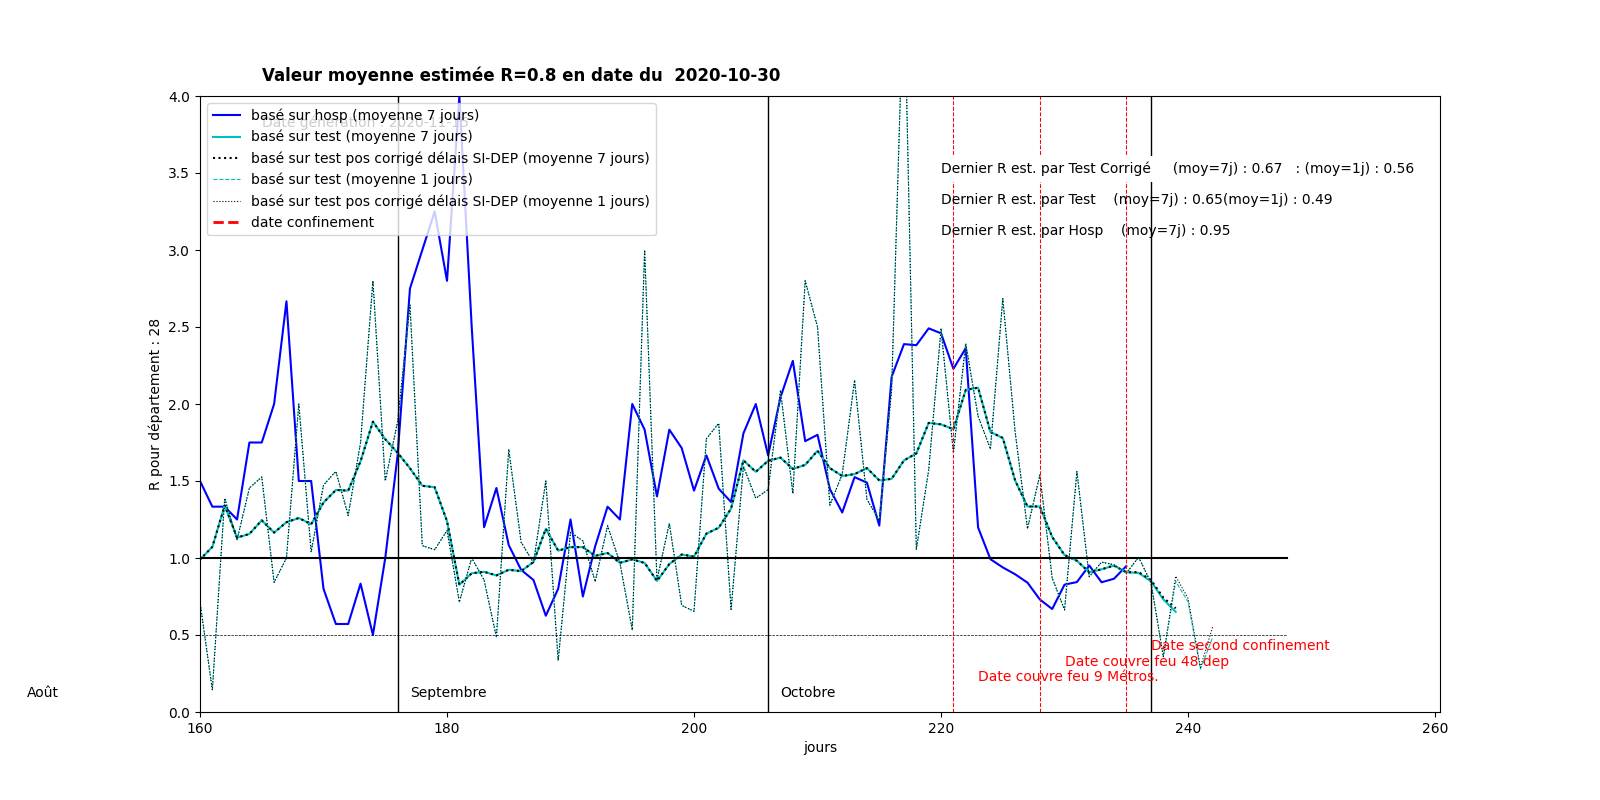 Valeur moyenne estimée R=0.8 en date du 2020-10-30
basé sur hosp (moyenne 7 jours)
Date génération : 2020-11-
basé sur test (moyenne 7 jours)
basé sur test pos corrigé délais SI-DEP (moyenne 7 jours)
basé sur test (moyenne 1 jours)
basé sur test pos corrigé délais SI-DEP (moyenne 1 jours)
date confinement
Dernier R est. par Test Corrigé (moy=7j) : 0.67 : (moy=1j) : 0.56
Dernier R est. par Test (moy=7j) : 0.65(moy=1j) : 0.49
Dernier R est. par Hosp (moy=7j) : 0.95
4.0
3.5
3.0
2.5
2.0
1.5
1.0
0.5
0.0
R pour département : 28
Date second confinement
Date couvre feu 48 dep
Date couvre feu 9 Métros.
Août
Septembre
Octobre
160
180
200
220
240
260
jours